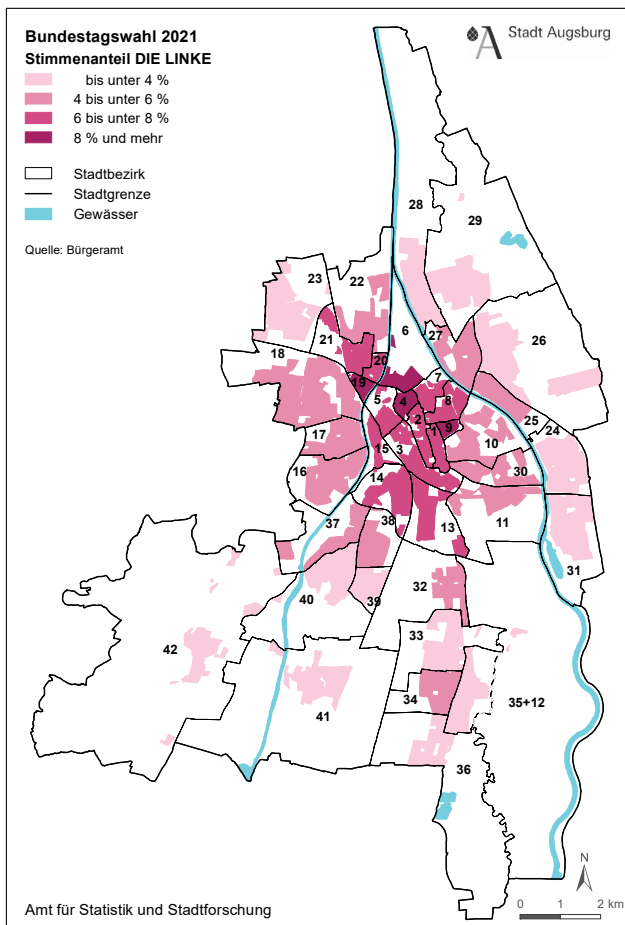 Bundestagswahl 2021
Stimmenanteil DIE LINKE
bis unter 4 %
4 bis unter 6 %
6 bis unter 8 %
8 % und mehr
Stadtbezirk
Stadtgrenze
Gewässer
Quelle: Bürgeramt
Stadt Augsburg
28
29
23
22
6
27
26
21
18
20
19
7
5
4
8
2
1
9
25
24
10
17
15
3
30
16
14
37
38
13
11
31
40
39
32
33
42
41
34
35+12
36
N
0 1 2 km
Amt für Statistik und Stadtforschung